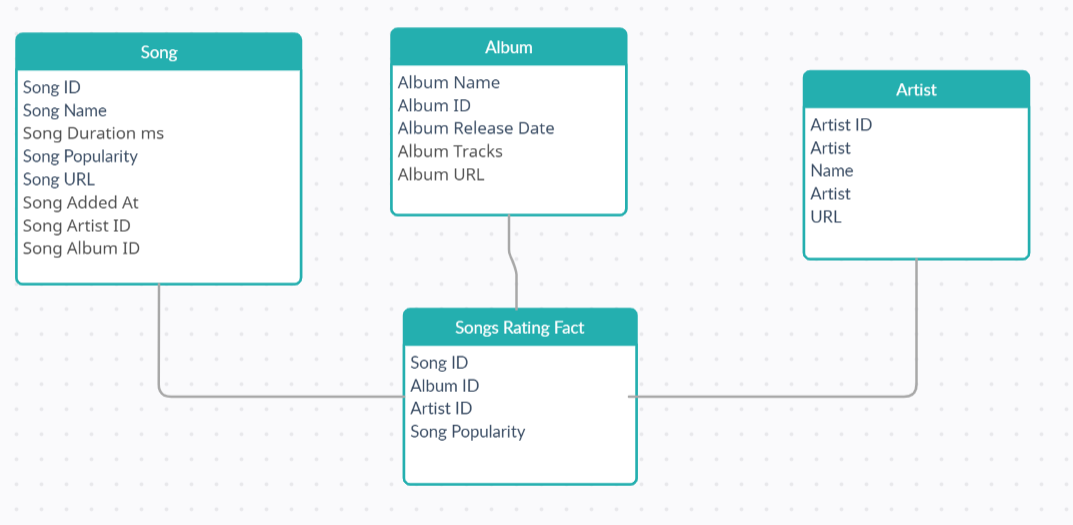 Song
Song ID
Song Name
Song Duration ms
Song Popularity
Song URL
Song Added At
Song Artist ID
Song Album ID
Album
Album Name
Album ID
Album Release Date
Album Tracks
Album URL
Artist
Artist ID
Artist
Name
Artist
URL
Songs Rating Fact
Song ID
Album ID
Artist ID
Song Popularity